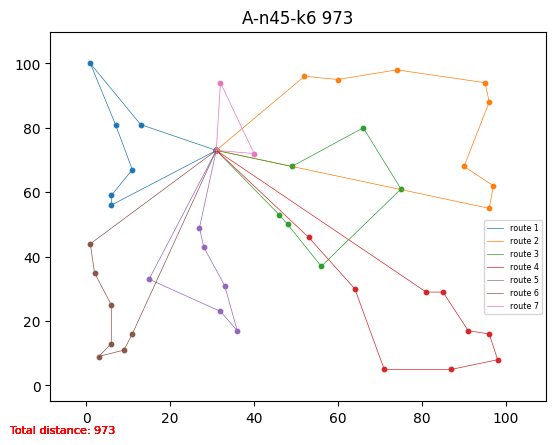 A-n45-k6 973
100
80
60
40
20
0
0
20
40
60
80
100
route 1
route 2
route 3
route 4
route 5
route 6
route 7
Total distance: 973